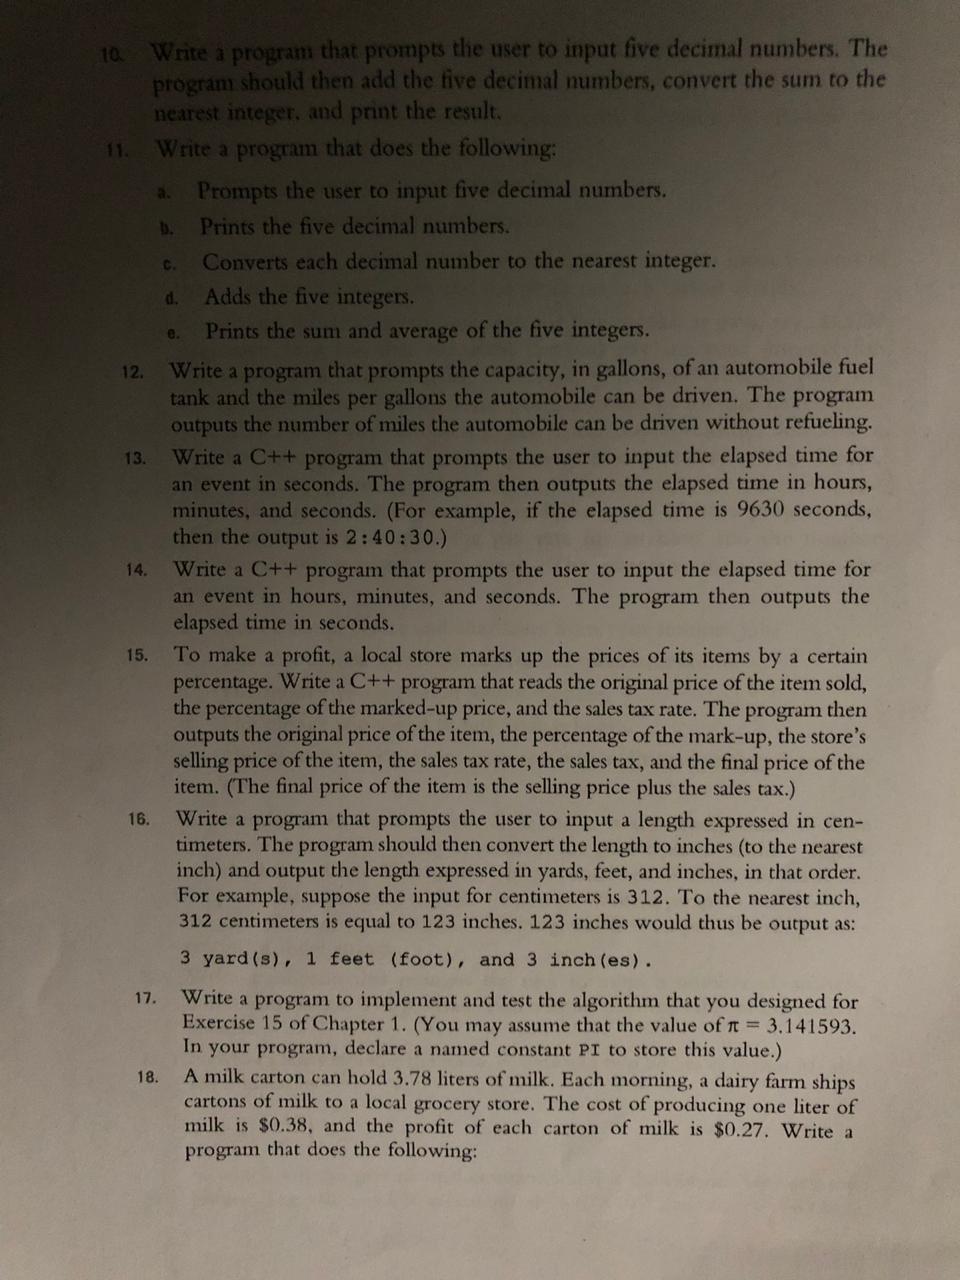 10. Write a program that prompts the user to input five decimal numbers. The
program should then add the five decimal numbers, convert the sum to the
nearest integer, and print the result.
11. Write a program that does the following:
a. Prompts the user to input five decimal numbers.
b. Prints the five decimal numbers.
c. Converts each decimal number to the nearest integer.
d. Adds the five integers.
e. Prints the sum and average of the five integers.
12. Write a program that prompts the capacity, in gallons, of an automobile fuel
tank and the miles per gallons the automobile can be driven. The program
outputs the number of miles the automobile can be driven without refueling.
13. Write a C++ program that prompts the user to input the elapsed time for
an event in seconds. The program then outputs the elapsed time in hours,
minutes, and seconds. (For example, if the elapsed time is 9630 seconds,
then the output is 2:40:30.)
14. Write a C++ program that prompts the user to input the elapsed time for
an event in hours, minutes, and seconds. The program then outputs the
elapsed time in seconds.
15. To make a profit, a local store marks up the prices of its items by a certain
percentage. Write a C++ program that reads the original price of the item sold,
the percentage of the marked-up price, and the sales tax rate. The program then
outputs the original price of the item, the percentage of the mark-up, the store's
selling price of the item, the sales tax rate, the sales tax, and the final price of the
item. (The final price of the item is the selling price plus the sales tax.)
16. Write a program that prompts the user to input a length expressed in cen-
timeters. The program should then convert the length to inches (to the nearest
inch) and output the length expressed in yards, feet, and inches, in that order.
For example, suppose the input for centimeters is 312. To the nearest inch,
312 centimeters is equal to 123 inches. 123 inches would thus be output as:
3 yard(s), 1 feet (foot), and 3 inch(es).
17. Write a program to implement and test the algorithm that you designed for
Exercise 15 of Chapter 1. (You may assume that the value of π = 3.141593.
In your program, declare a named constant PI to store this value.)
18. A milk carton can hold 3.78 liters of milk. Each morning, a dairy farm ships
cartons of milk to a local grocery store. The cost of producing one liter of
milk is $0.38, and the profit of each carton of milk is $0.27. Write a
program that does the following: